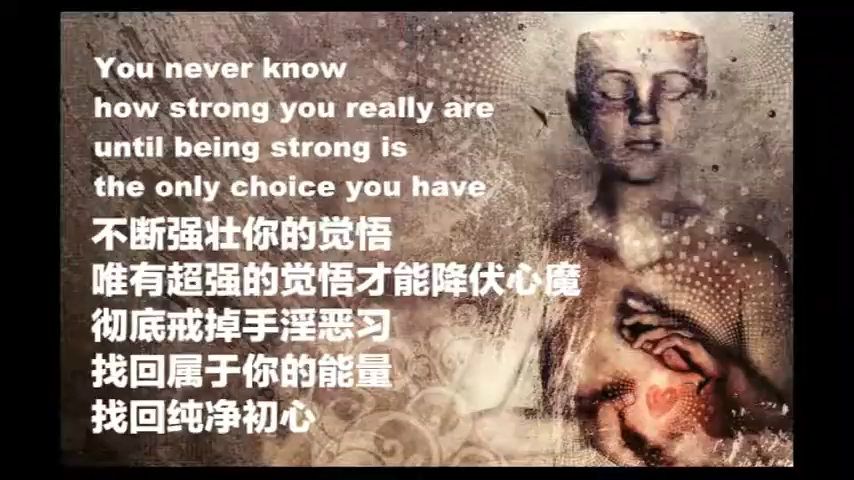 You never know
how strong you really are
until being strong is
the only choice you have
不断强壮你的觉悟
唯有超强的觉悟才能降伏心魔
彻底戒掉手淫恶习
找回属于你的能量
找回纯净初心